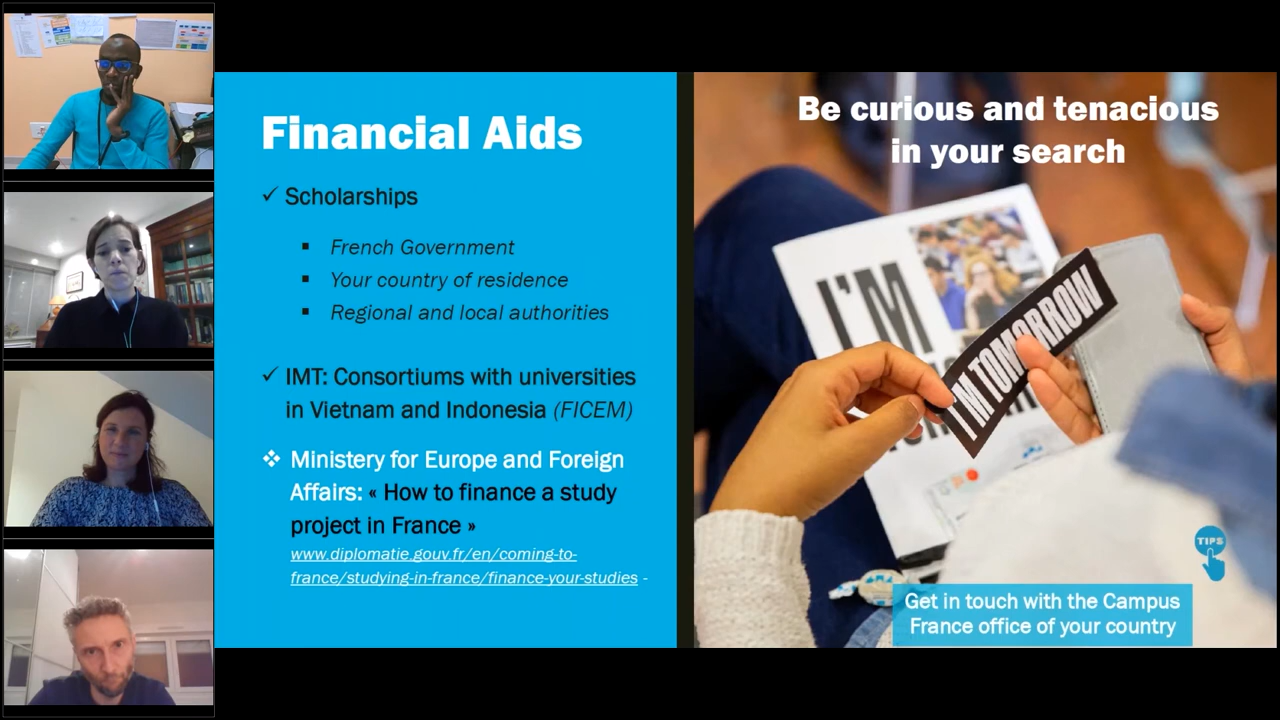 Financial Aids
✓ Scholarships
▪ French Government
▪ Your country of residence
▪ Regional and local authorities
✓ IMT: Consortiums with universities
in Vietnam and Indonesia (FICEM)
❖ Ministery for Europe and Foreign
Affairs: « How to finance a study
project in France »
www.diplomatie.gouv.fr/en/coming-to-
france/studying-in-france/finance-your-studies -
Be curious and tenacious
in your search
I'M
I'M TOMORROW
TIPS
Get in touch with the Campus
France office of your country